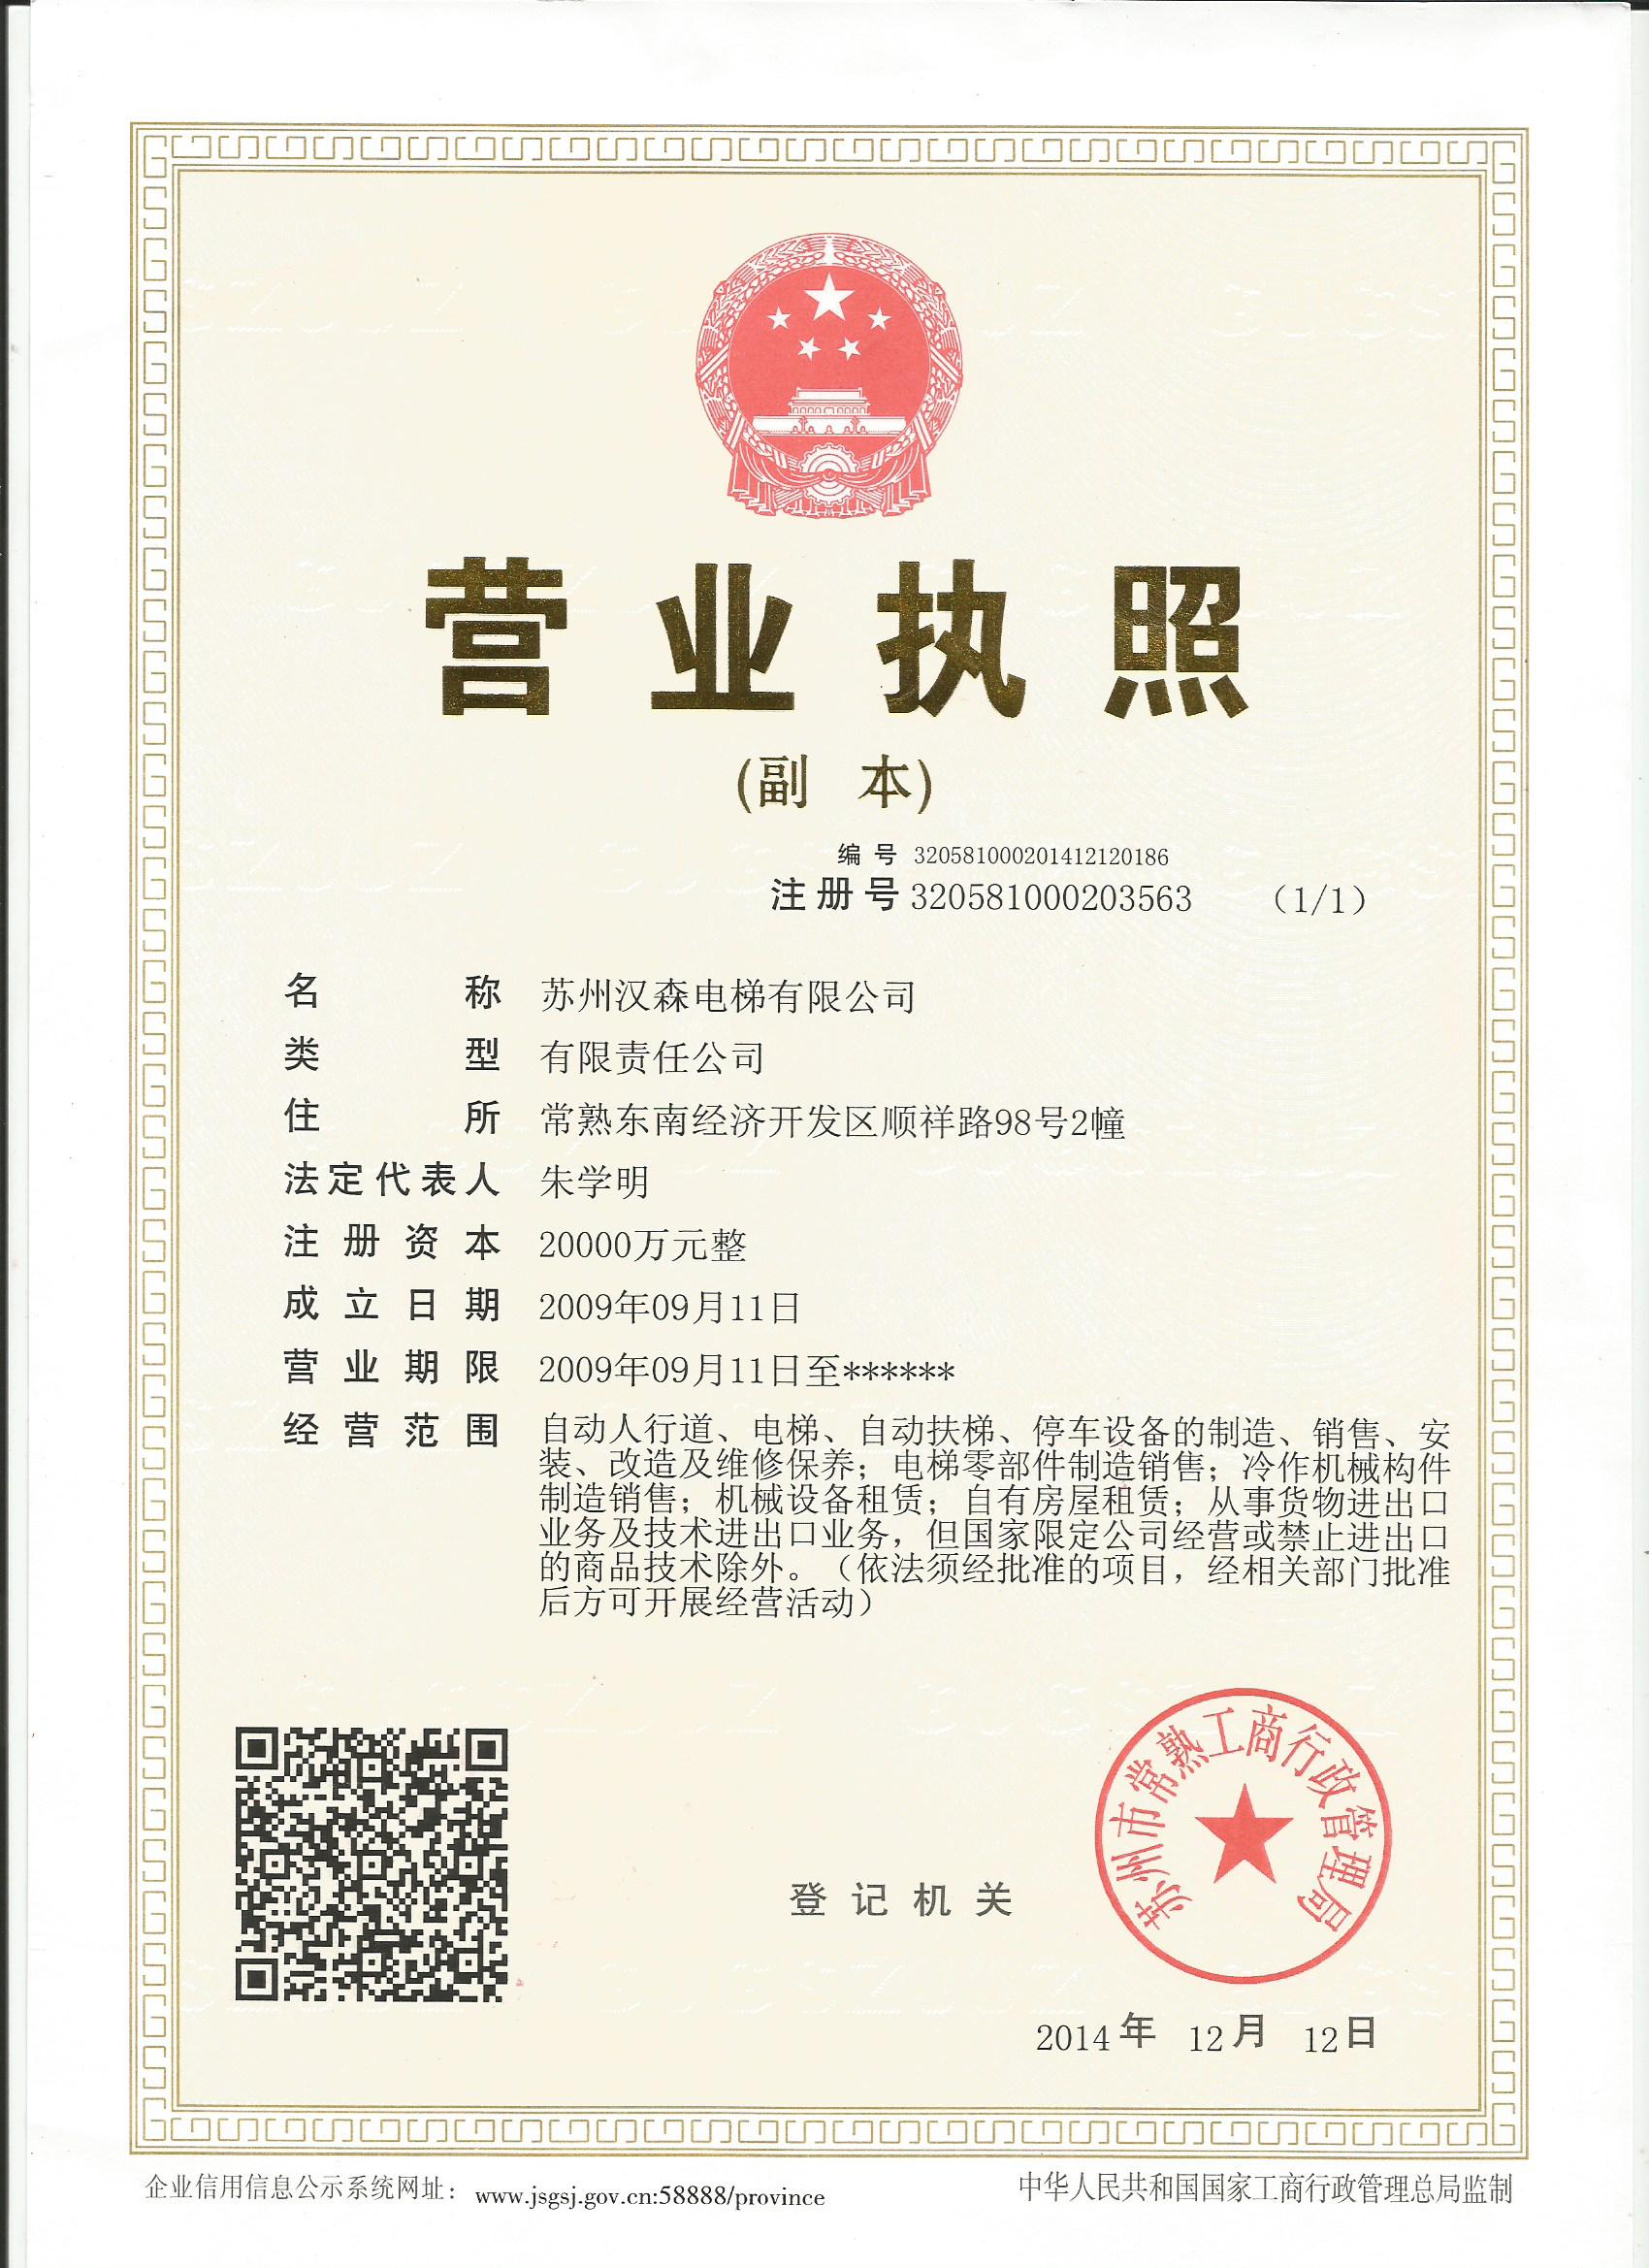 营业执照
(副 本)
编 号 320581000201412120186
注 册 号 320581000203563 （1/1）
名 称 苏州汉森电梯有限公司
类 型 有限责任公司
住 所 常熟东南经济开发区顺祥路98号2幢
法定代表人 朱学明
注 册 资 本 20000万元整
成 立 日 期 2009年09月11日
营 业 期 限 2009年09月11日至******
经 营 范 围 自动人行道、电梯、自动扶梯、停车设备的制造、销售、安
装、改造及维修保养；电梯零部件制造销售；冷作机械构件
制造销售；机械设备租赁；自有房屋租赁；从事货物进出口
业务及技术进出口业务，但国家限定公司经营或禁止进出口
的商品技术除外。（依法须经批准的项目，经相关部门批准
后方可开展经营活动）
苏州市常熟工商行政管理局
登 记 机 关
2014 年 12 月 12 日
企业信用信息公示系统网址： www.jsgsj.gov.cn:58888/province
中华人民共和国国家工商行政管理总局监制